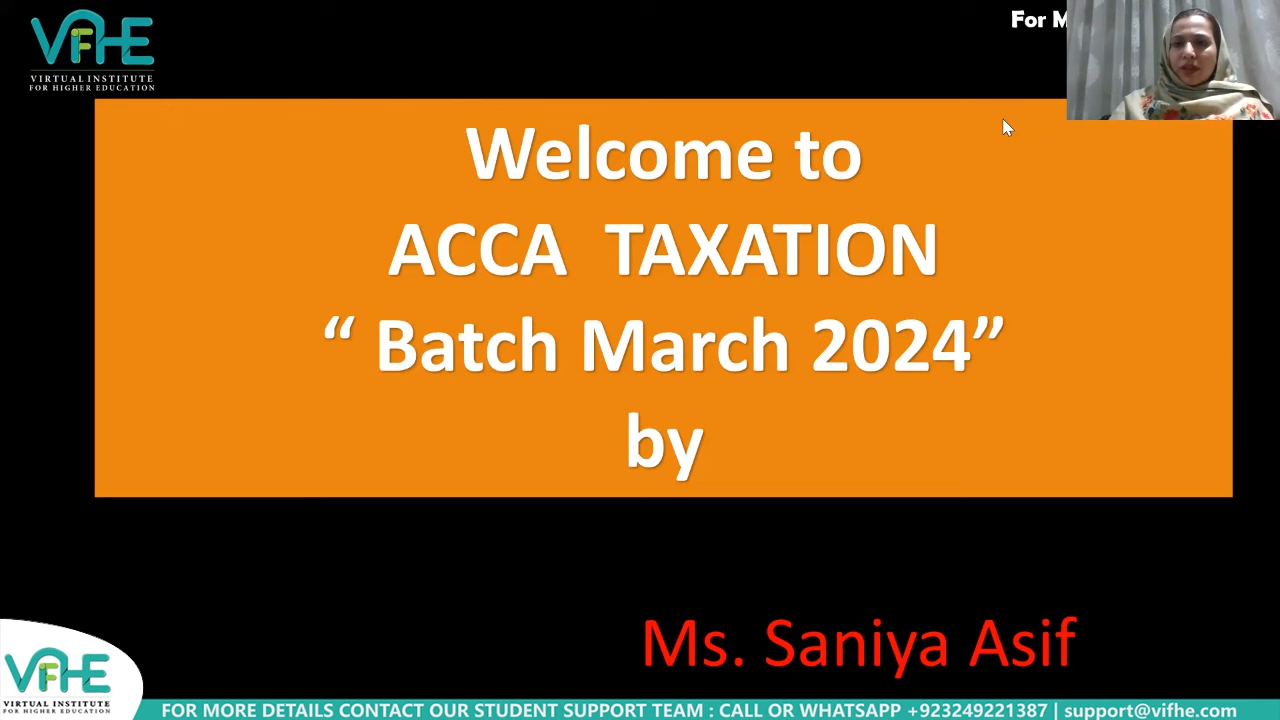 VIFHE
VIRTUAL INSTITUTE
FOR HIGHER EDUCATION
For M
Welcome to
ACCA TAXATION
“ Batch March 2024”
by
Ms. Saniya Asif
VIFHE
VIRTUAL INSTITUTE
FOR HIGHER EDUCATION
FOR MORE DETAILS CONTACT OUR STUDENT SUPPORT TEAM : CALL OR WHATSAPP +923249221387 | support@vifhe.com